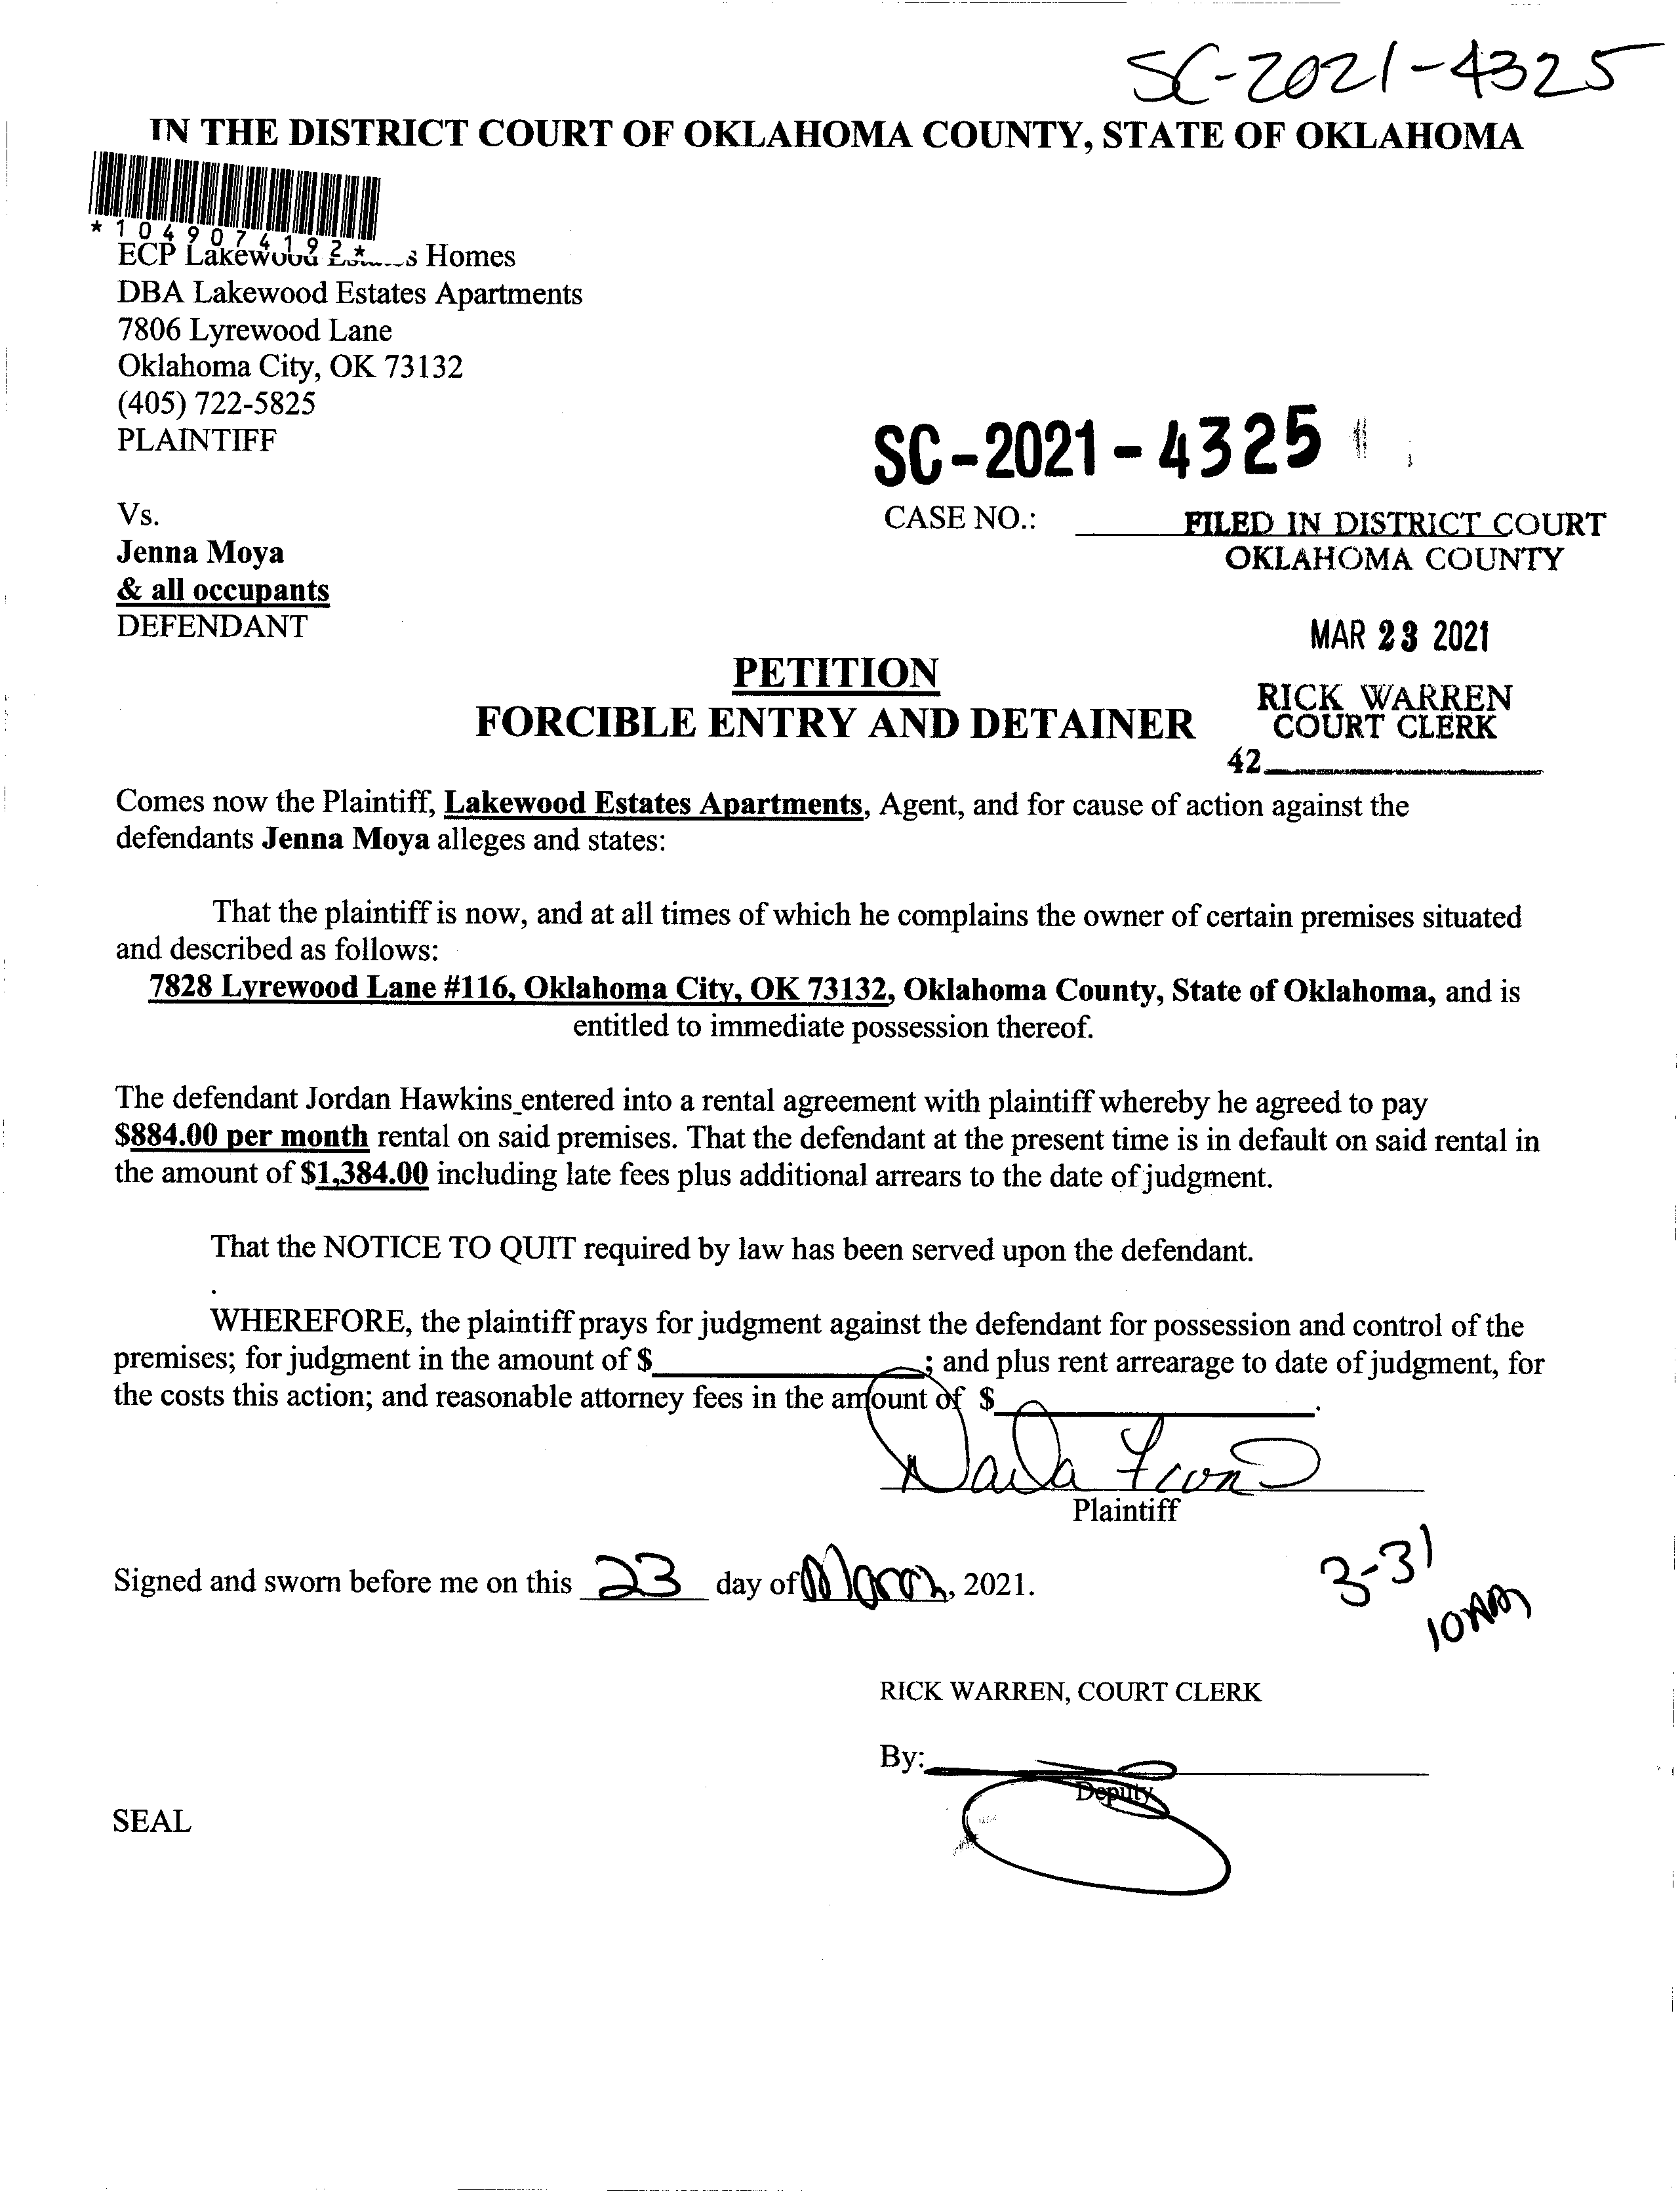 SC-2021-4325
IN THE DISTRICT COURT OF OKLAHOMA COUNTY, STATE OF OKLAHOMA
*1049074192*
ECP Lakewood Estates Homes
DBA Lakewood Estates Apartments
7806 Lyrewood Lane
Oklahoma City, OK 73132
(405) 722-5825
PLAINTIFF
SC-2021-4325
Vs.
CASE NO.:
FILED IN DISTRICT COURT
OKLAHOMA COUNTY
Jenna Moya
& all occupants
DEFENDANT
MAR 23 2021
PETITION
FORCIBLE ENTRY AND DETAINER
RICK WARREN
COURT CLERK
42
Comes now the Plaintiff, Lakewood Estates Apartments, Agent, and for cause of action against the
defendants Jenna Moya alleges and states:
That the plaintiff is now, and at all times of which he complains the owner of certain premises situated
and described as follows:
7828 Lyrewood Lane #116, Oklahoma City, OK 73132, Oklahoma County, State of Oklahoma, and is
entitled to immediate possession thereof.
The defendant Jordan Hawkins entered into a rental agreement with plaintiff whereby he agreed to pay
$884.00 per month rental on said premises. That the defendant at the present time is in default on said rental in
the amount of $1,384.00 including late fees plus additional arrears to the date of judgment.
That the NOTICE TO QUIT required by law has been served upon the defendant.
.
WHEREFORE, the plaintiff prays for judgment against the defendant for possession and control of the
premises; for judgment in the amount of $ ; and plus rent arrearage to date of judgment, for
the costs this action; and reasonable attorney fees in the amount of $ .
Plaintiff
Signed and sworn before me on this 23 day of March, 2021.
3-31
10AM
RICK WARREN, COURT CLERK
By:
Deputy
SEAL